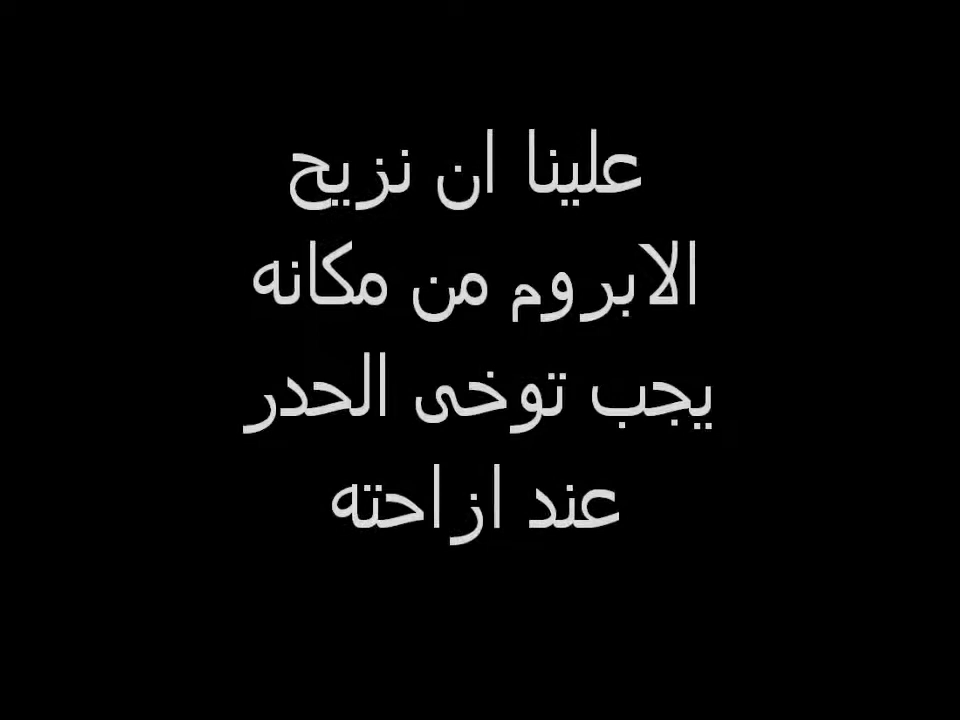 علينا ان نزيح
الابروم من مكانه
يجب توخى الحدر
عند ازاحته